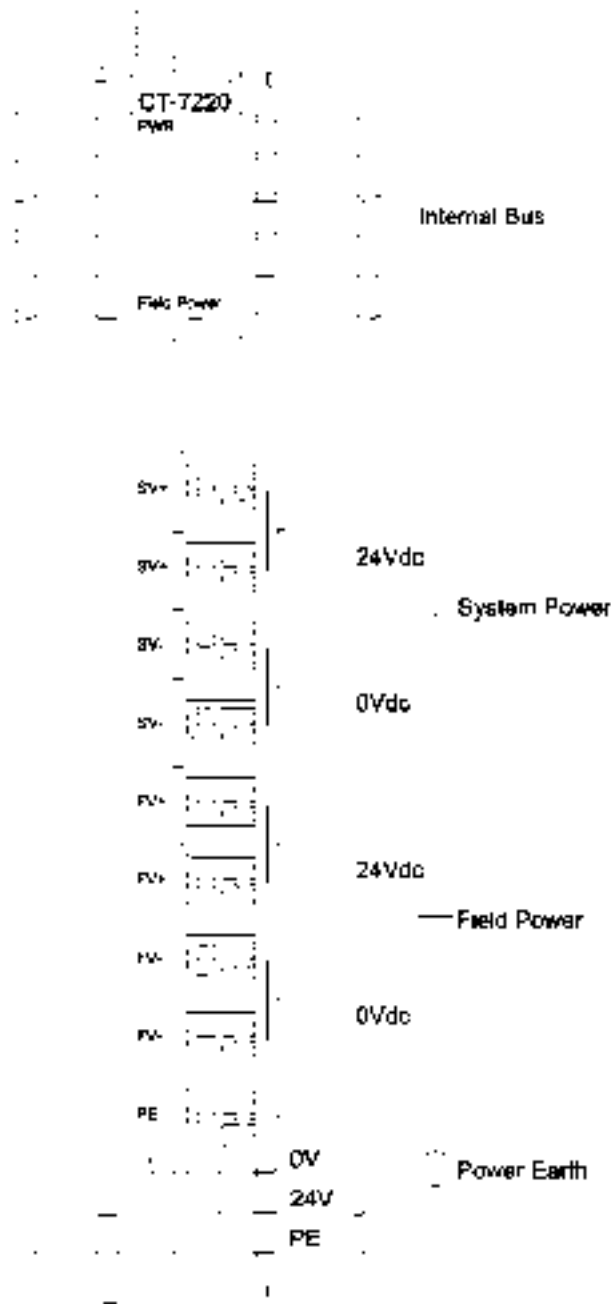 CT-7220
PWR
Internal Bus
Field Power
SV+
24Vdc
SV+
System Power
SV-
0Vdc
SV-
FV+
24Vdc
FV+
Field Power
FV-
0Vdc
FV-
PE
0V
Power Earth
24V
PE